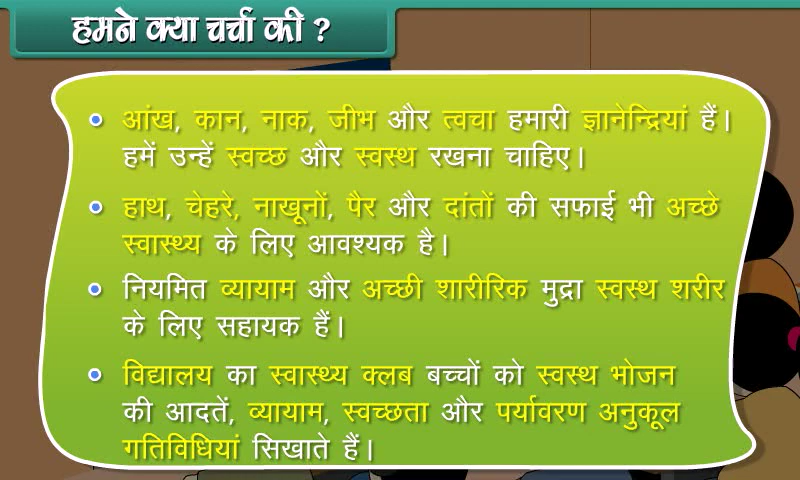 हमने क्या चर्चा की ?
आंख, कान, नाक, जीभ और त्वचा हमारी ज्ञानेन्द्रियां हैं।
हमें उन्हें स्वच्छ और स्वस्थ रखना चाहिए।
हाथ, चेहरे, नाखूनों, पैर और दांतों की सफाई भी अच्छे
स्वास्थ्य के लिए आवश्यक है।
नियमित व्यायाम और अच्छी शारीरिक मुद्रा स्वस्थ शरीर
के लिए सहायक हैं।
विद्यालय का स्वास्थ्य क्लब बच्चों को स्वस्थ भोजन
की आदतें, व्यायाम, स्वच्छता और पर्यावरण अनुकूल
गतिविधियां सिखाते हैं।